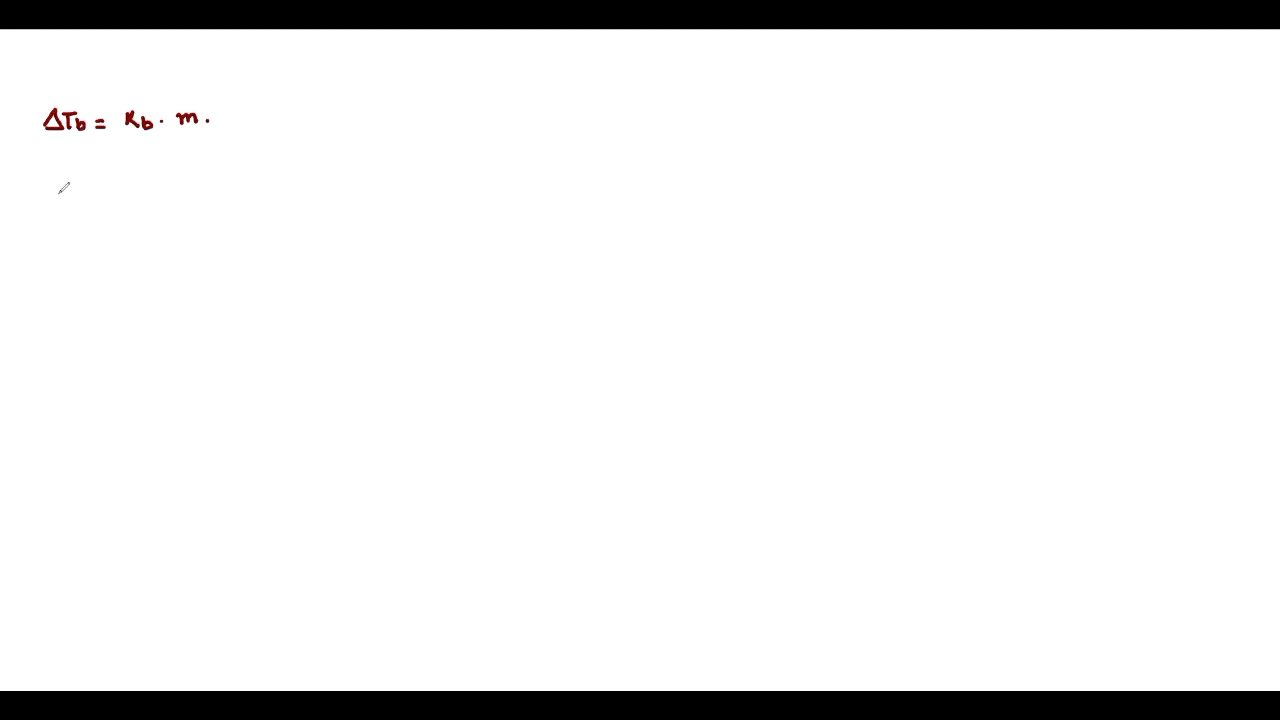 ΔTb = Kb . m .